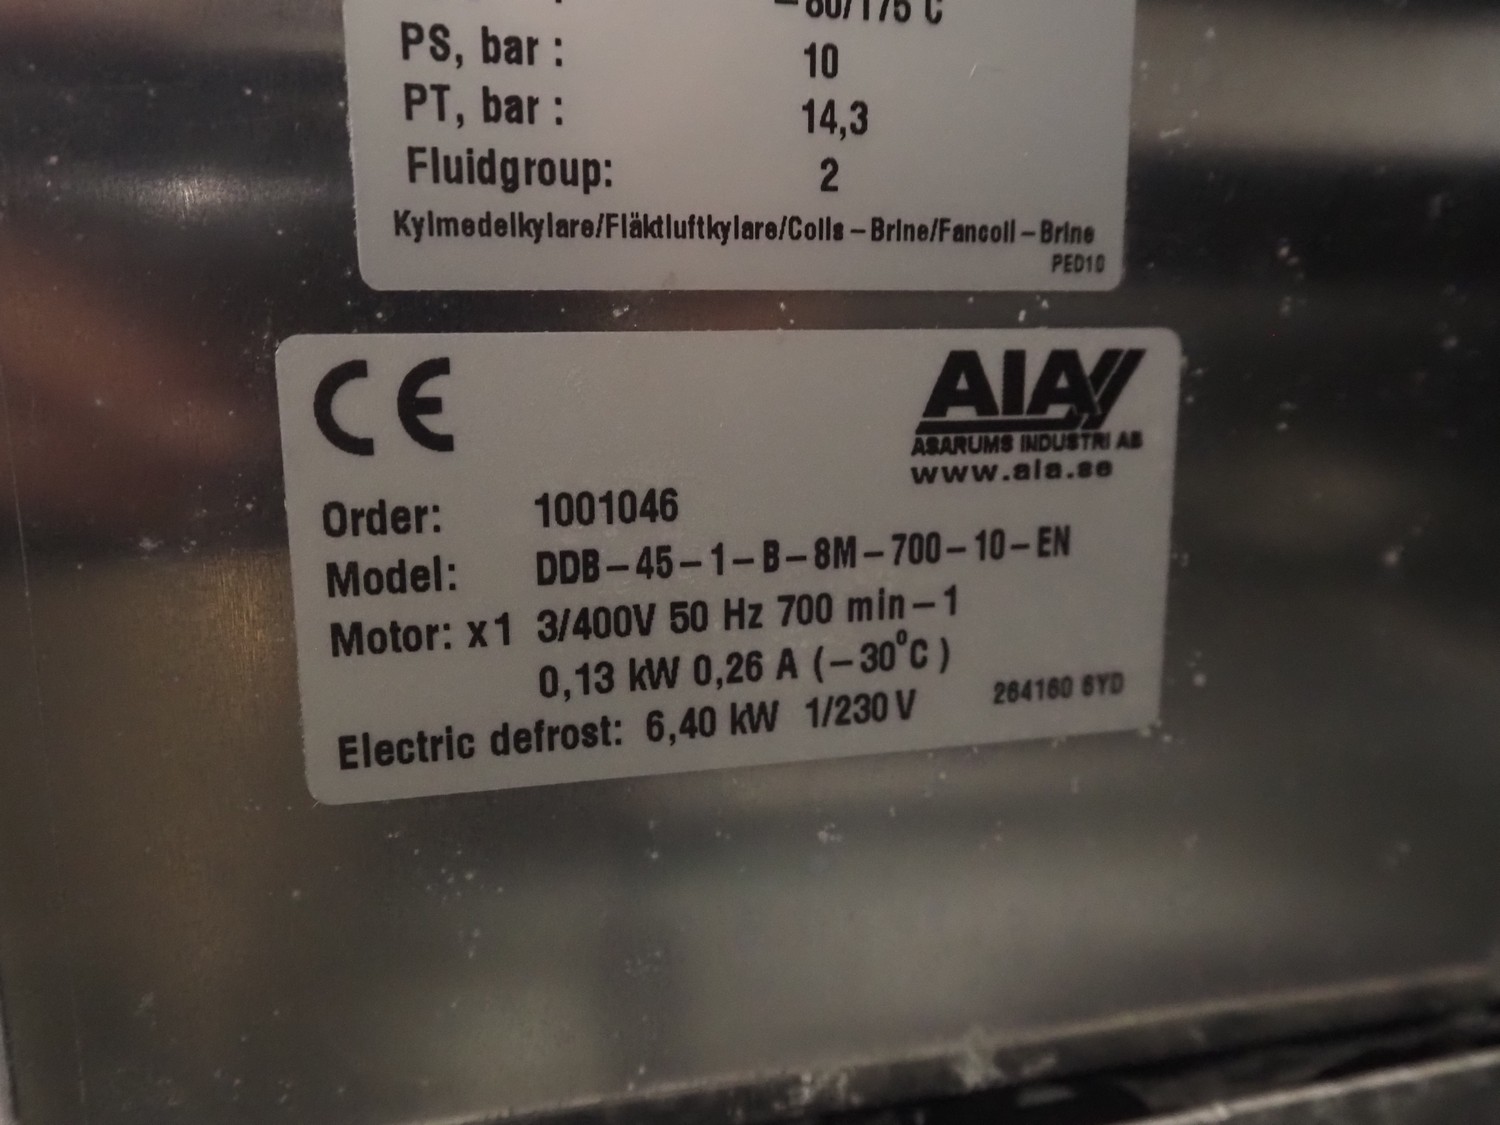 -80/175 C
PS, bar : 10
PT, bar : 14,3
Fluidgroup: 2
Kylmedelkylare/Fläktluftkylare/Coils – Brine/Fancoil – Brine
PED10
CE
AIA
ASARUMS INDUSTRI AB
www.aia.se
Order: 1001046
Model: DDB – 45 – 1 – B – 8M – 700 – 10 – EN
Motor: x1 3/400V 50 Hz 700 min – 1
0,13 kW 0,26 A (– 30°C )
Electric defrost: 6,40 kW 1/230 V
264160 6YD